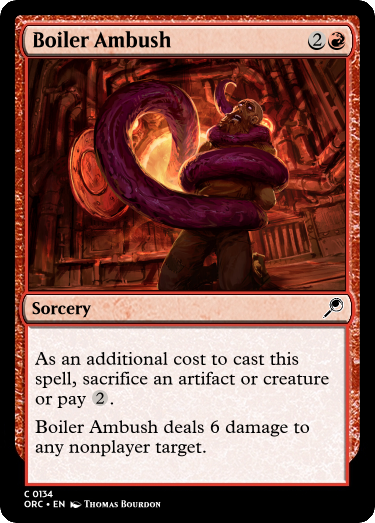 Boiler Ambush 2
Sorcery
As an additional cost to cast this
spell, sacrifice an artifact or creature
or pay 2.
Boiler Ambush deals 6 damage to
any nonplayer target.
C 0134
ORC • EN Thomas Bourdon